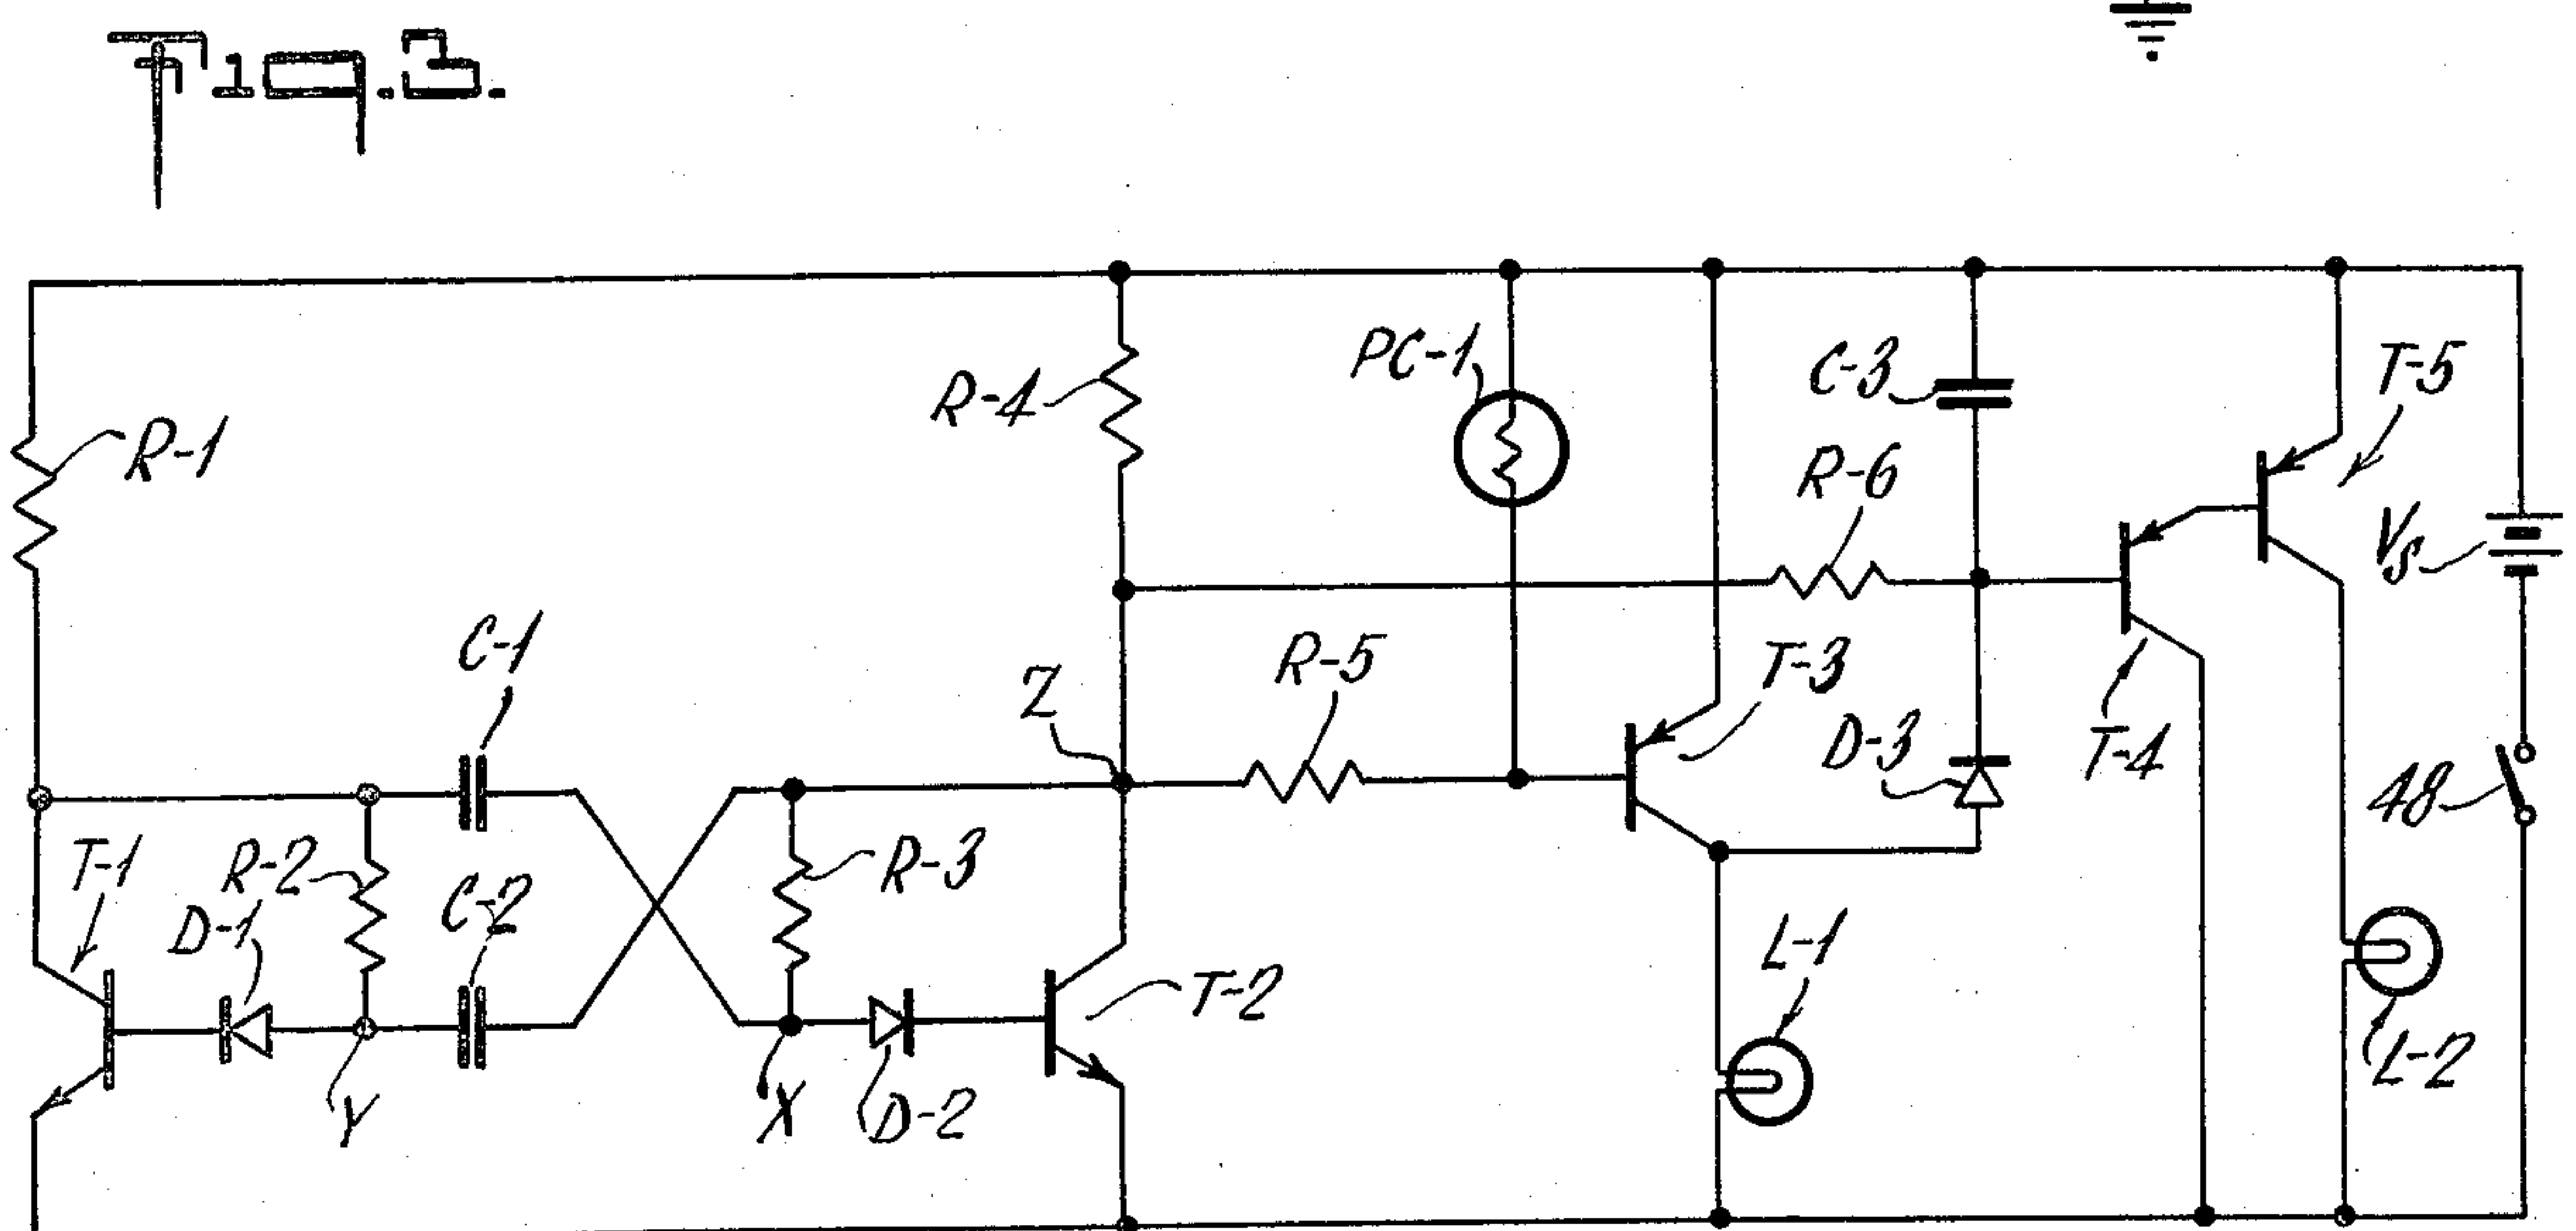 Fig.3.
PC-1
C-3
T-5
R-4
R-1
R-6
Vs
C-1
R-5
T-3
Z
D-3
T-4
48
T-1
R-2
R-3
D-1
C-2
L-1
T-2
L-2
Y
X
D-2